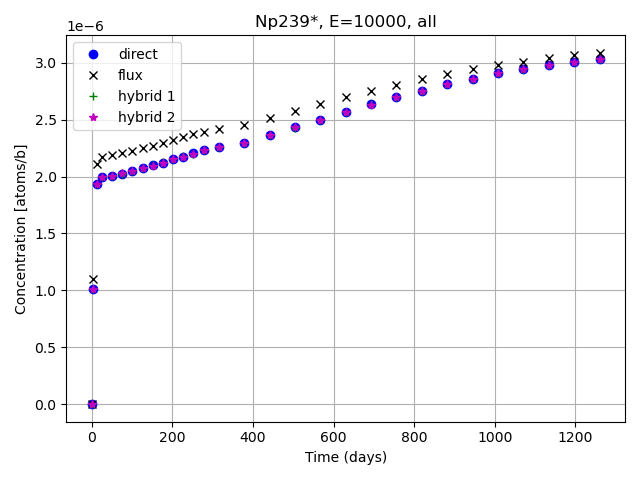 Np239*, E=10000, all
1e−6
direct
flux
hybrid 1
hybrid 2
3.0
2.5
2.0
1.5
1.0
0.5
0.0
Concentration [atoms/b]
0 200 400 600 800 1000 1200
Time (days)